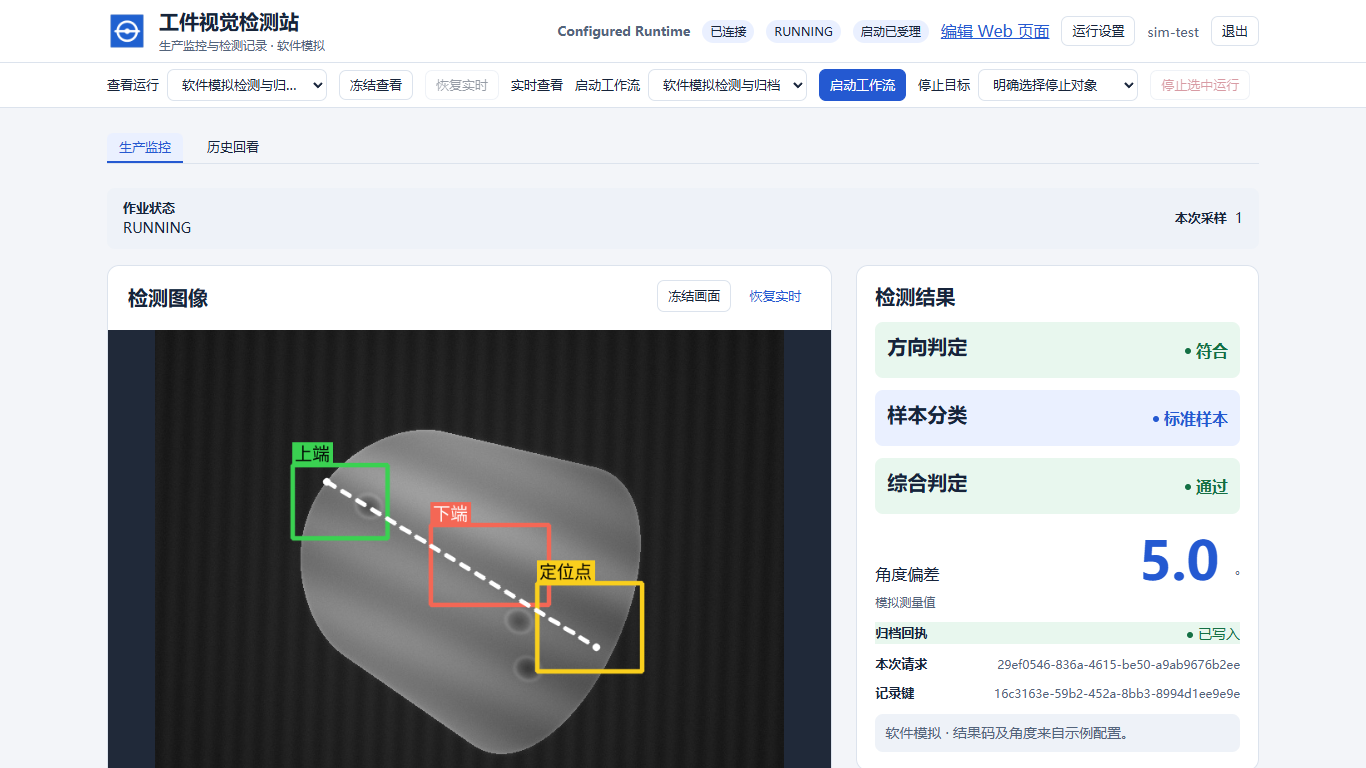 工件视觉检测站
生产监控与检测记录 · 软件模拟
Configured Runtime 已连接 RUNNING 启动已受理 编辑 Web 页面 运行设置 sim-test 退出
查看运行 软件模拟检测与归... 冻结查看 恢复实时 实时查看 启动工作流 软件模拟检测与归档 启动工作流 停止目标 明确选择停止对象 停止选中运行
生产监控 历史回看
作业状态
RUNNING
本次采样 1
检测图像 冻结画面 恢复实时
上端
下端
定位点
检测结果
方向判定 • 符合
样本分类 • 标准样本
综合判定 • 通过
角度偏差 5.0 °
模拟测量值
归档回执 • 已写入
本次请求 29ef0546-836a-4615-be50-a9ab9676b2ee
记录键 16c3163e-59b2-452a-8bb3-8994d1ee9e9e
软件模拟 · 结果码及角度来自示例配置。